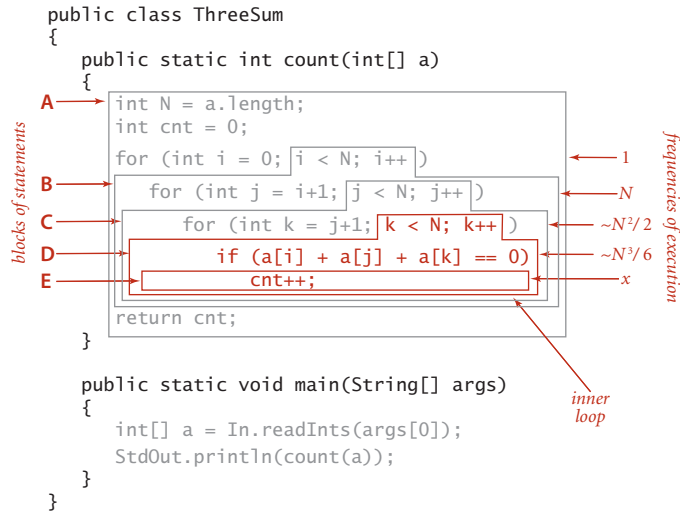 public class ThreeSum
{
public static int count(int[] a)
{
A int N = a.length;
int cnt = 0;
for (int i = 0; i < N; i++ ) 1
B for (int j = i+1; j < N; j++ ) N
C for (int k = j+1; k < N; k++ ) ~N²/2
D if (a[i] + a[j] + a[k] == 0) ~N³/6
E cnt++; x
return cnt;
}
blocks of statements
frequencies of execution
inner
loop
public static void main(String[] args)
{
int[] a = In.readInts(args[0]);
StdOut.println(count(a));
}
}